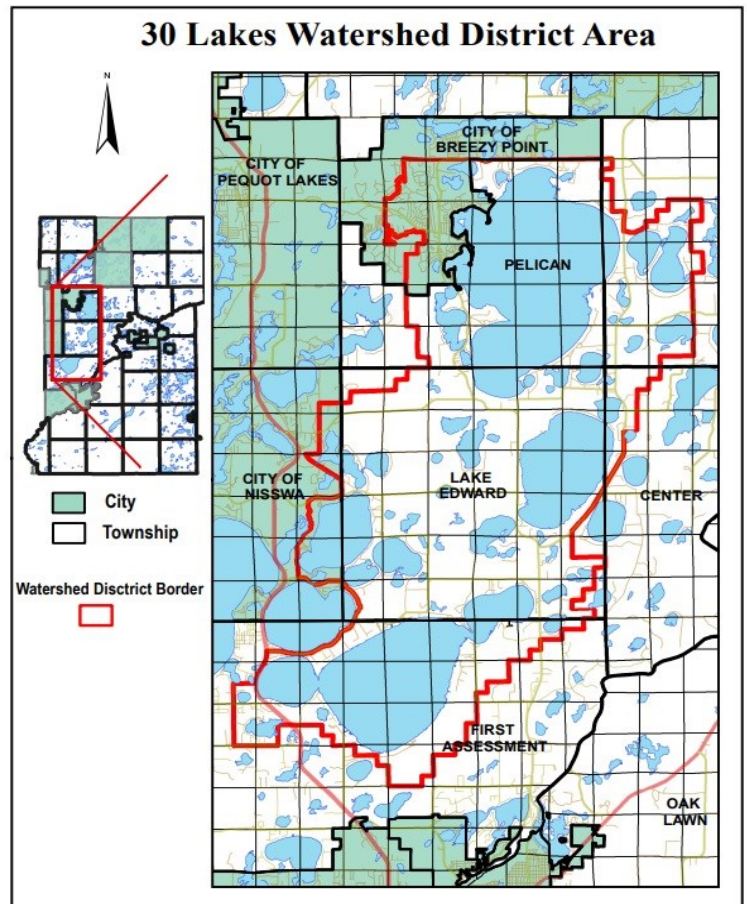 30 Lakes Watershed District Area
N
CITY OF
BREEZY POINT
CITY OF
PEQUOT LAKES
PELICAN
CITY OF
NISSWA
LAKE
EDWARD
CENTER
City
Township
Watershed Disctrict Border
1
FIRST
ASSESSMENT
OAK
LAWN